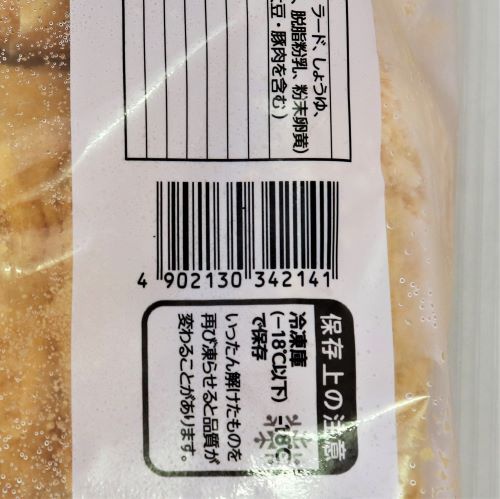 ラード、しょうゆ、
、脱脂粉乳、粉末卵黄)
豆・豚肉を含む)
4 902130 342141
保存上の注意
冷凍庫
(-18℃以下)
で保存
-18℃
いったん解けたものを
再び凍らせると品質が
変わることがあります。